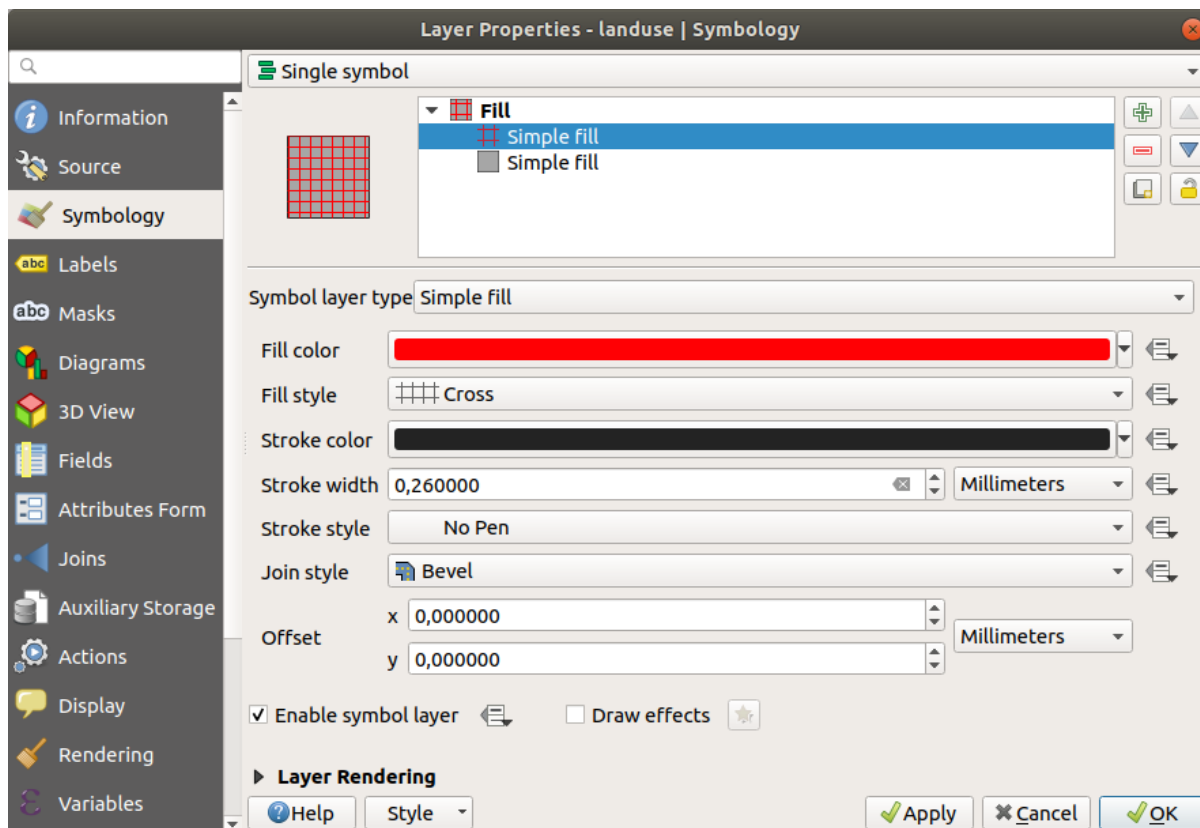 Layer Properties - landuse | Symbology
Information
Source
Symbology
abc Labels
abc Masks
Diagrams
3D View
Fields
Attributes Form
Joins
Auxiliary Storage
Actions
Display
Rendering
ε Variables
Single symbol
Fill
Simple fill
Simple fill
Symbol layer type Simple fill
Fill color
Fill style Cross
Stroke color
Stroke width 0,260000 Millimeters
Stroke style No Pen
Join style Bevel
Offset x 0,000000 Millimeters
y 0,000000
Enable symbol layer Draw effects
Layer Rendering
Help Style Apply Cancel OK